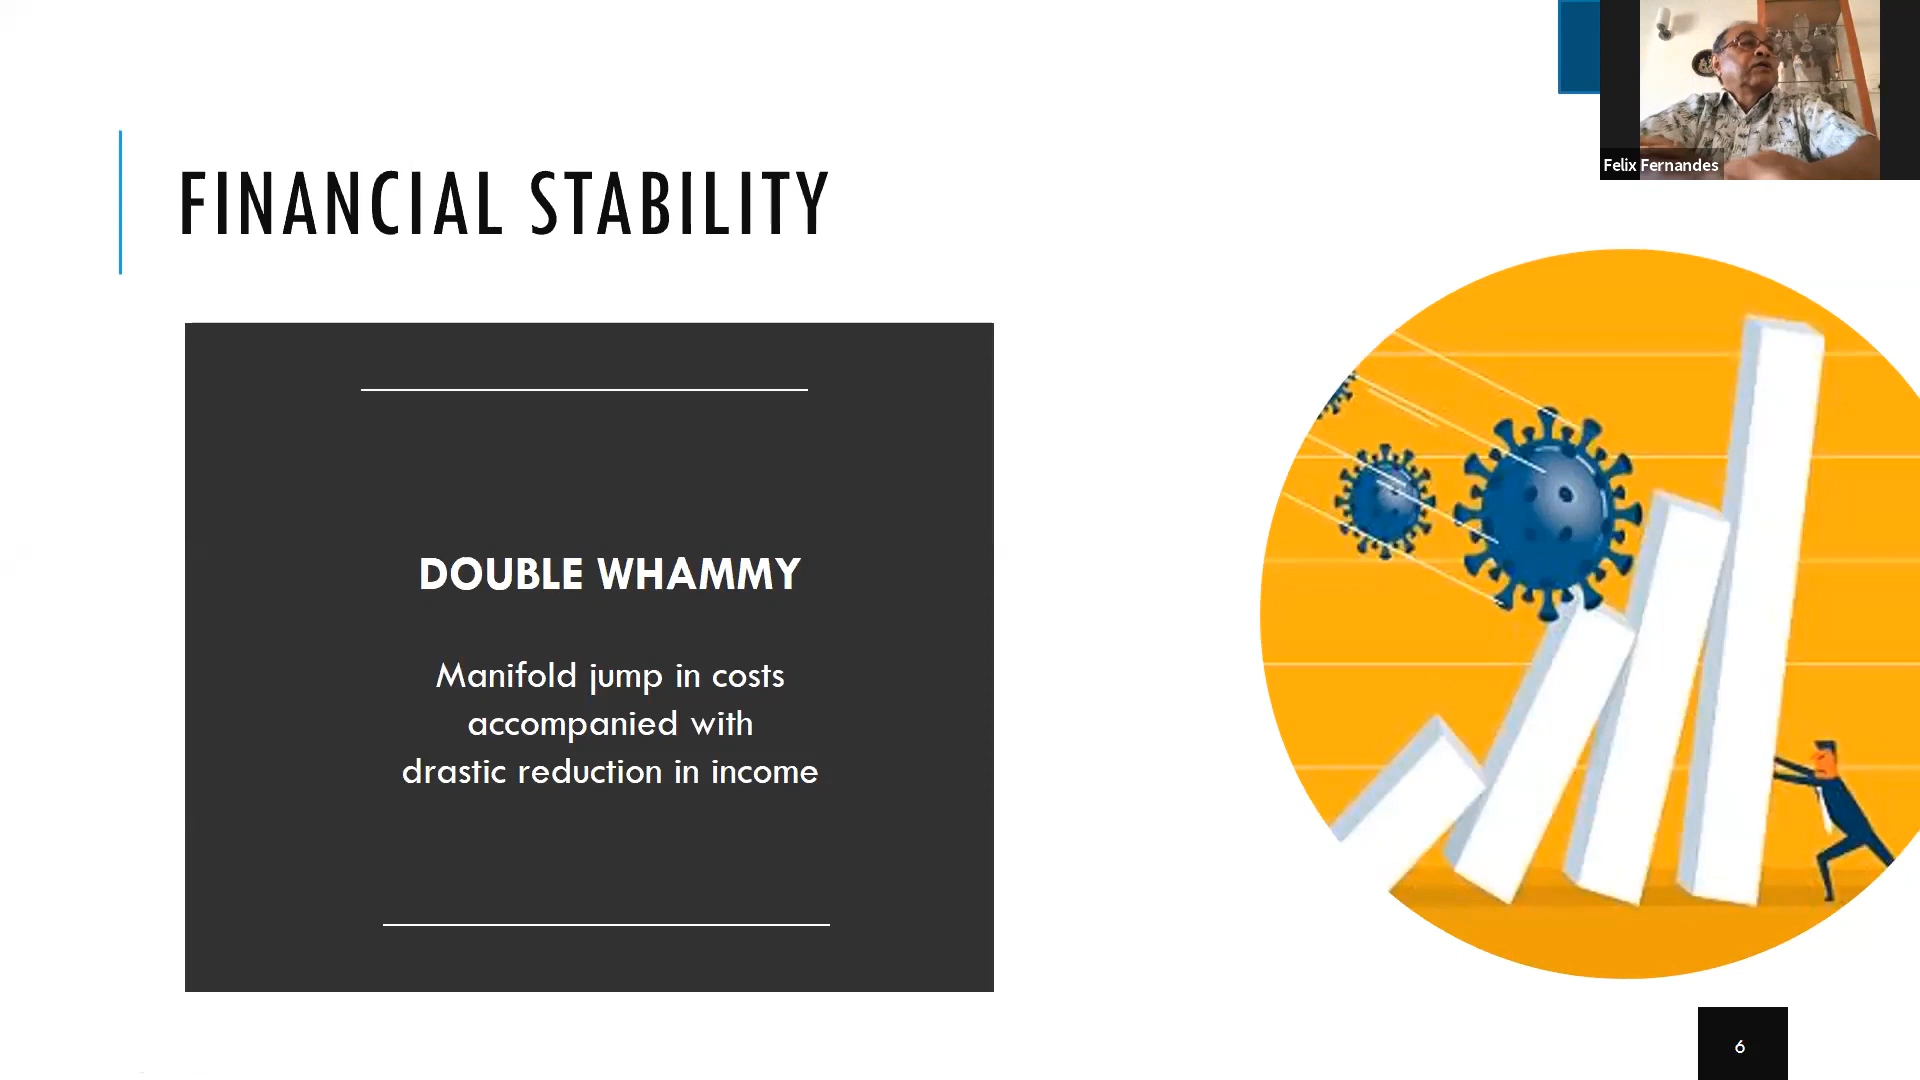 Felix Fernandes
FINANCIAL STABILITY
DOUBLE WHAMMY
Manifold jump in costs
accompanied with
drastic reduction in income
6